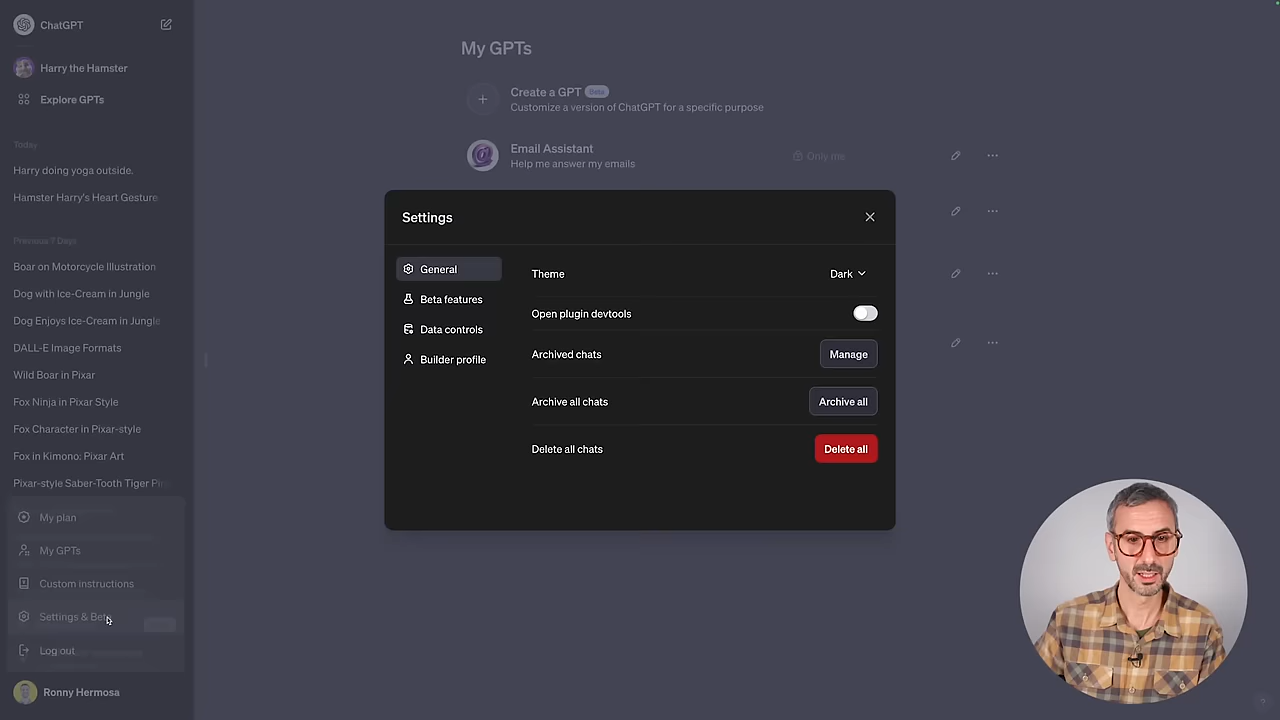 ChatGPT
Harry the Hamster
Explore GPTs
Today
Harry doing yoga outside.
Hamster Harry's Heart Gesture
Previous 7 Days
Boar on Motorcycle Illustration
Dog with Ice-Cream in Jungle
Dog Enjoys Ice-Cream in Jungle
DALL-E Image Formats
Wild Boar in Pixar
Fox Ninja in Pixar Style
Fox Character in Pixar-style
Fox in Kimono: Pixar Art
Pixar-style Saber-Tooth Tiger Pix
My plan
My GPTs
Custom instructions
Settings & Beta
Log out
Ronny Hermosa
My GPTs
Create a GPT Beta
Customize a version of ChatGPT for a specific purpose
Email Assistant
Help me answer my emails
Only me
Settings
General
Beta features
Data controls
Builder profile
Theme
Dark
Open plugin devtools
Archived chats
Manage
Archive all chats
Archive all
Delete all chats
Delete all
?